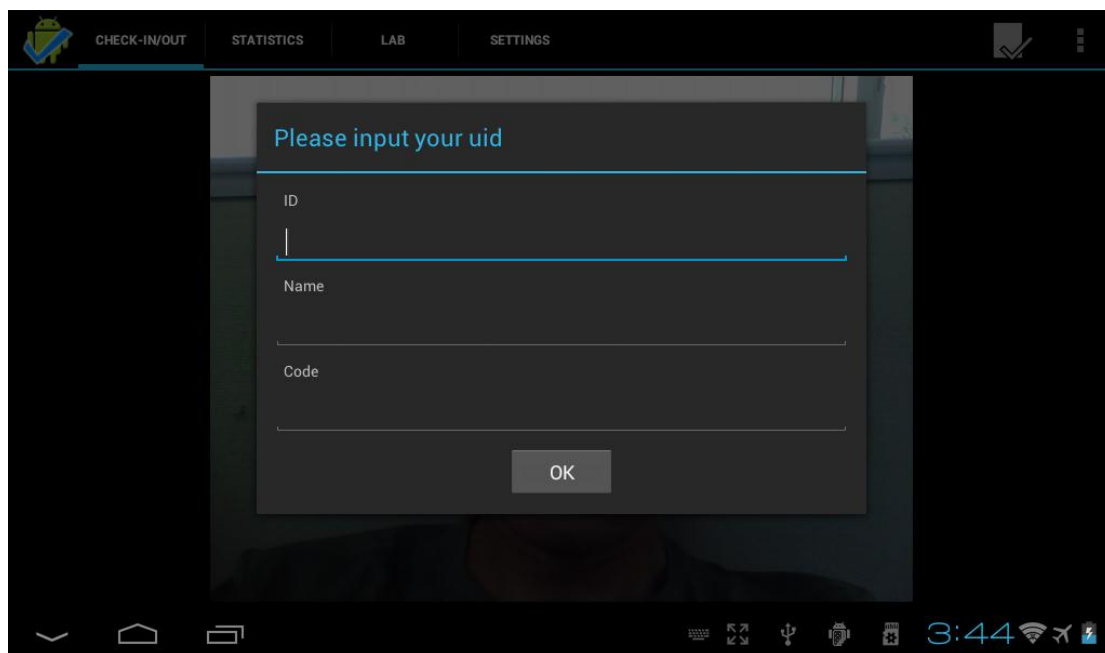 CHECK-IN/OUT STATISTICS LAB SETTINGS
Please input your uid
ID
Name
Code
OK
3:44